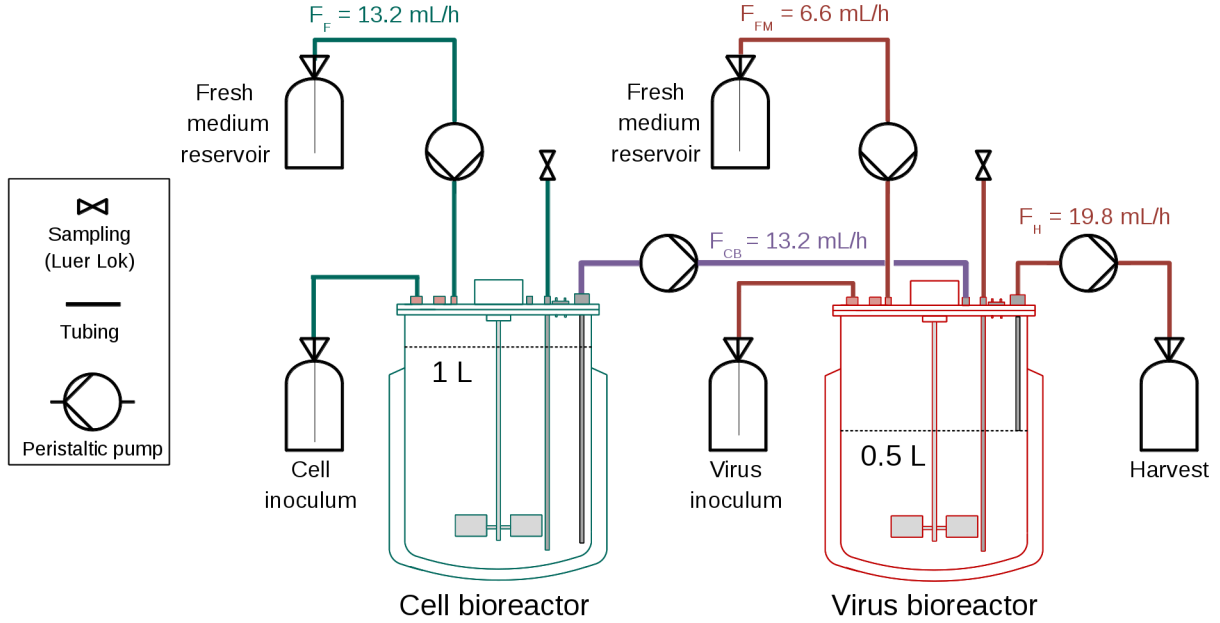 F_F = 13.2 mL/h
F_FM = 6.6 mL/h
Fresh
medium
reservoir
Fresh
medium
reservoir
Sampling
(Luer Lok)
Tubing
Peristaltic pump
F_CB = 13.2 mL/h
F_H = 19.8 mL/h
1 L
0.5 L
Cell
inoculum
Virus
inoculum
Harvest
Cell bioreactor
Virus bioreactor